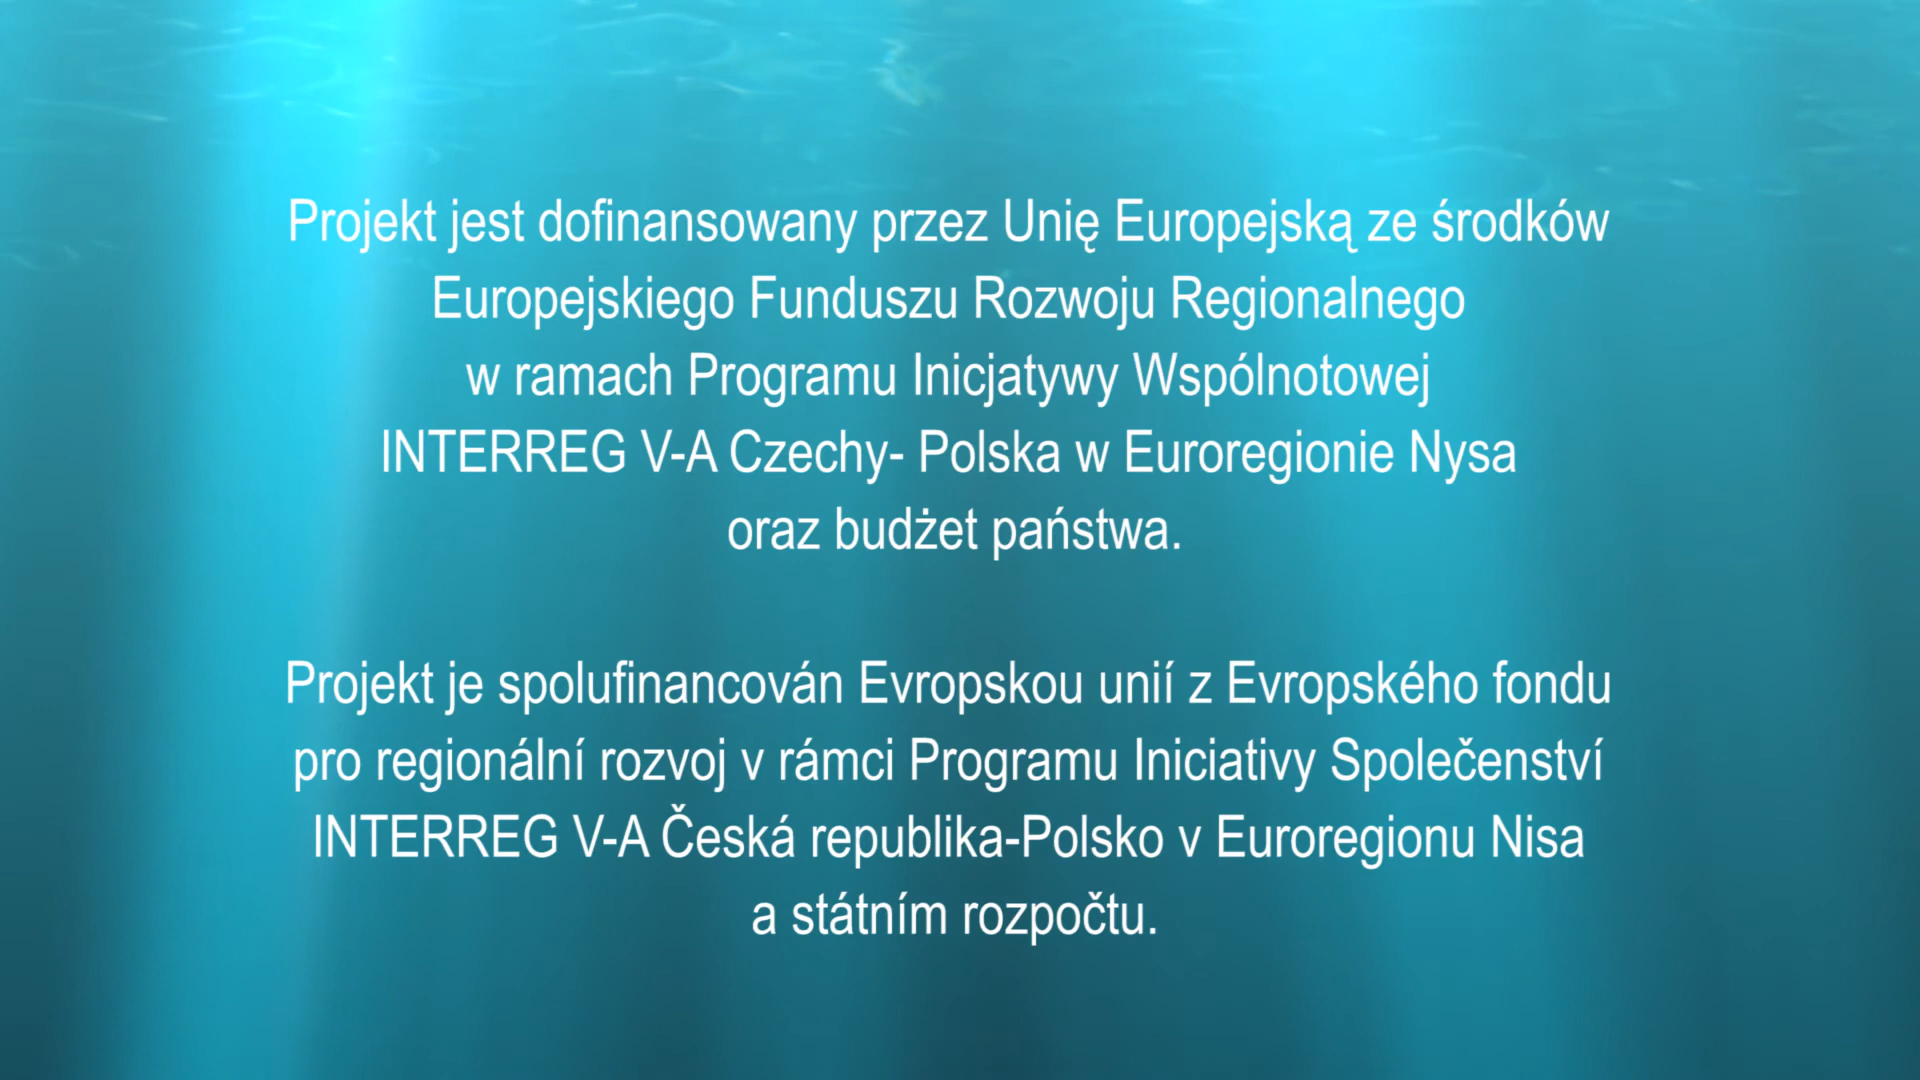 Projekt jest dofinansowany przez Unię Europejską ze środków
Europejskiego Funduszu Rozwoju Regionalnego
w ramach Programu Inicjatywy Wspólnotowej
INTERREG V-A Czechy- Polska w Euroregionie Nysa
oraz budżet państwa.
Projekt je spolufinancován Evropskou unií z Evropského fondu
pro regionální rozvoj v rámci Programu Iniciativy Společenství
INTERREG V-A Česká republika-Polsko v Euroregionu Nisa
a státním rozpočtu.